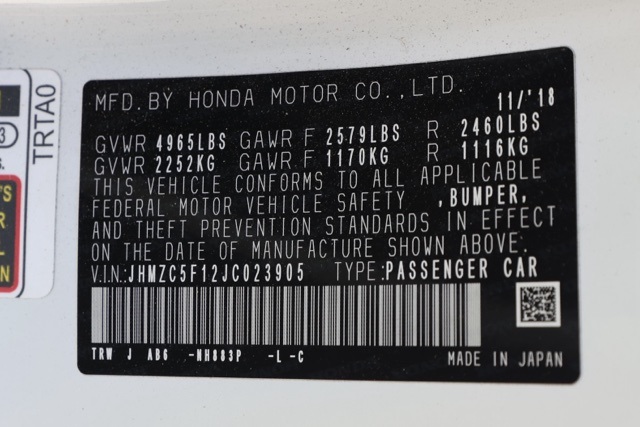 MFD. BY HONDA MOTOR CO., LTD. 11/'18
GVWR 4965LBS GAWR F 2579LBS R 2460LBS
GVWR 2252KG GAWR F 1170KG R 1116KG
THIS VEHICLE CONFORMS TO ALL APPLICABLE
FEDERAL MOTOR VEHICLE SAFETY ,BUMPER,
AND THEFT PREVENTION STANDARDS IN EFFECT
ON THE DATE OF MANUFACTURE SHOWN ABOVE.
V.I.N.:JHMZC5F12JC023905 TYPE:PASSENGER CAR
TRW J AB6 -NH883P -L -C MADE IN JAPAN
TRTA0